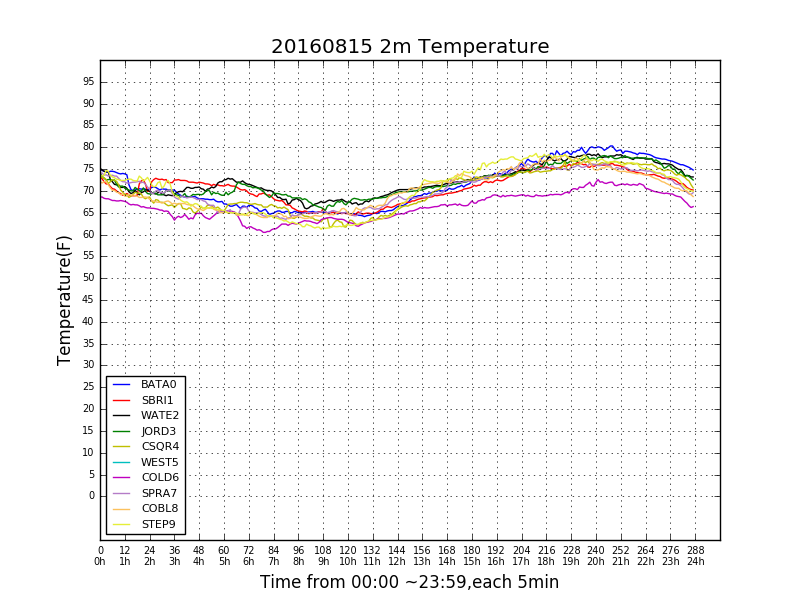 20160815 2m Temperature
Temperature(F)
95
90
85
80
75
70
65
60
55
50
45
40
35
30
25
20
15
10
5
0
BATA0
SBRI1
WATE2
JORD3
CSQR4
WEST5
COLD6
SPRA7
COBL8
STEP9
0 12 24 36 48 60 72 84 96 108 120 132 144 156 168 180 192 204 216 228 240 252 264 276 288
0h 1h 2h 3h 4h 5h 6h 7h 8h 9h 10h 11h 12h 13h 14h 15h 16h 17h 18h 19h 20h 21h 22h 23h 24h
Time from 00:00 ~23:59,each 5min